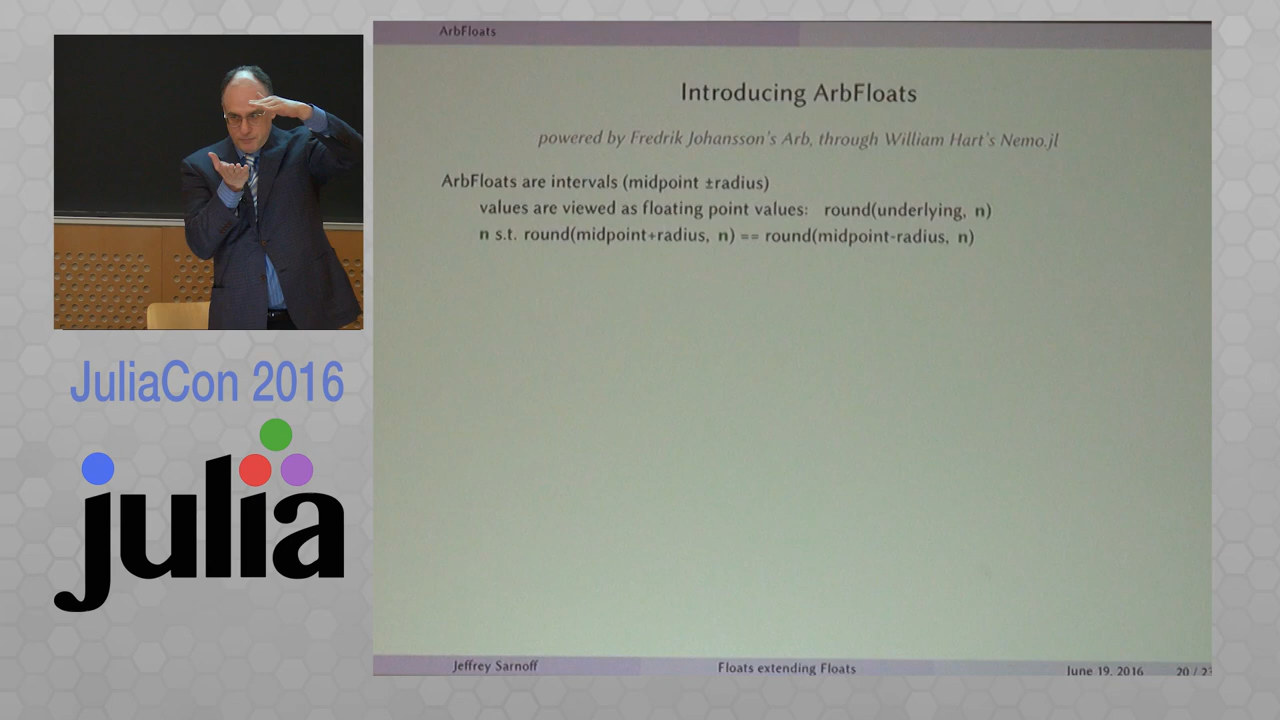 ArbFloats
Introducing ArbFloats
powered by Fredrik Johansson's Arb, through William Hart's Nemo.jl
ArbFloats are intervals (midpoint ±radius)
values are viewed as floating point values: round(underlying, n)
n s.t. round(midpoint+radius, n) == round(midpoint-radius, n)
JuliaCon 2016
julia
Jeffrey Sarnoff
Floats extending Floats
June 19, 2016
20 / 23